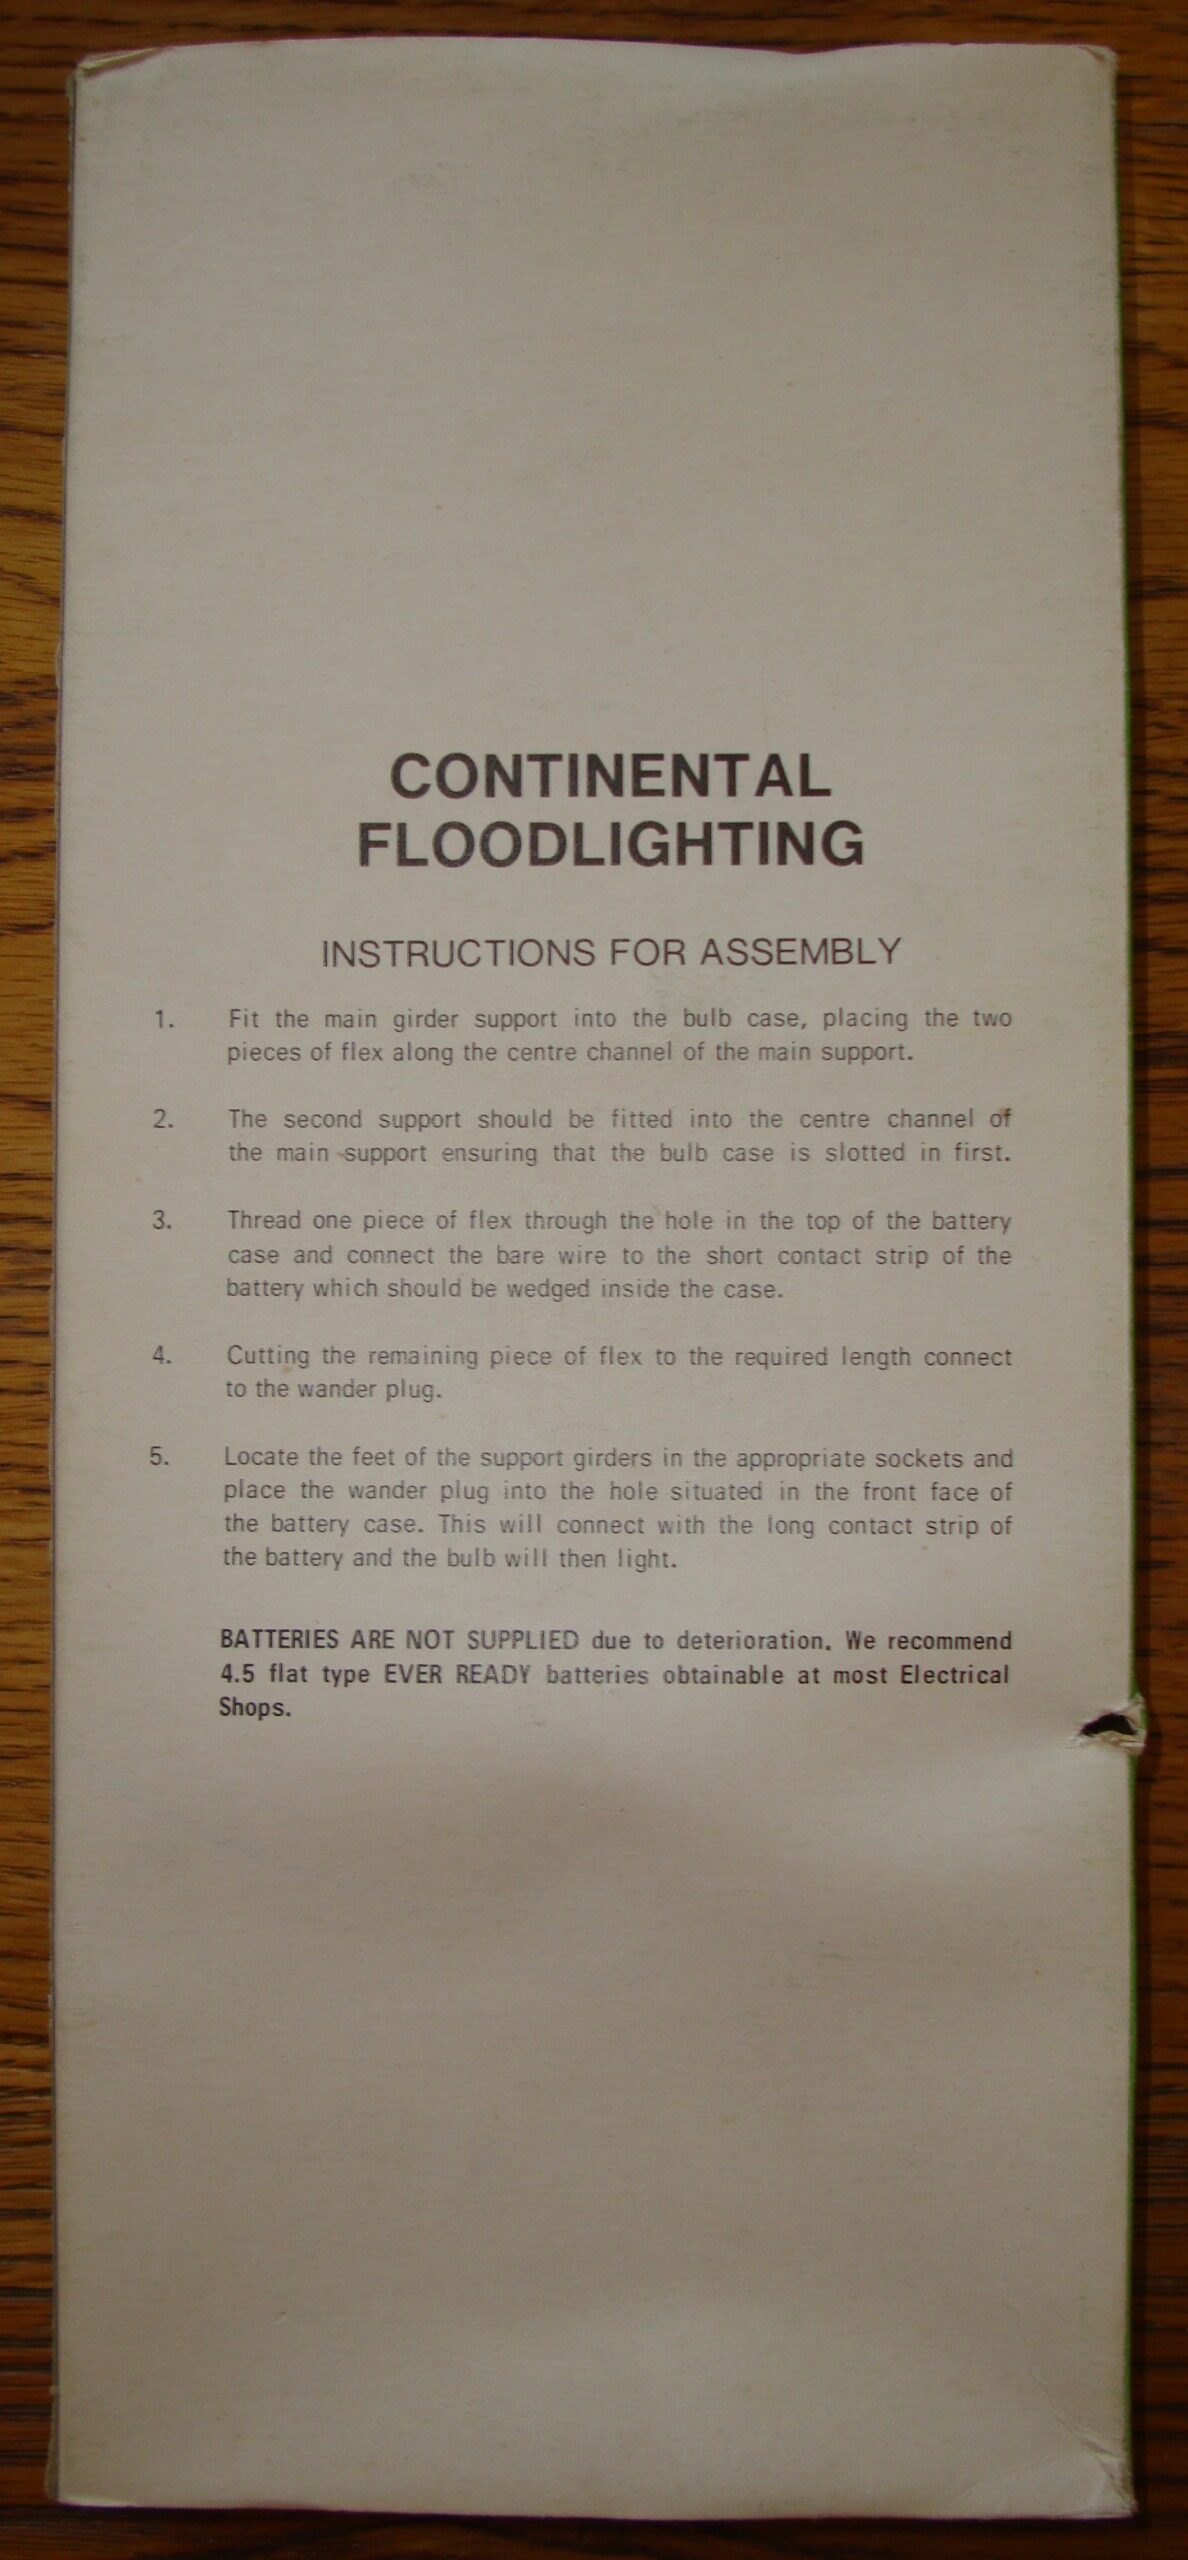 CONTINENTAL
FLOODLIGHTING
INSTRUCTIONS FOR ASSEMBLY
1. Fit the main girder support into the bulb case, placing the two
pieces of flex along the centre channel of the main support.
2. The second support should be fitted into the centre channel of
the main support ensuring that the bulb case is slotted in first.
3. Thread one piece of flex through the hole in the top of the battery
case and connect the bare wire to the short contact strip of the
battery which should be wedged inside the case.
4. Cutting the remaining piece of flex to the required length connect
to the wander plug.
5. Locate the feet of the support girders in the appropriate sockets and
place the wander plug into the hole situated in the front face of
the battery case. This will connect with the long contact strip of
the battery and the bulb will then light.
BATTERIES ARE NOT SUPPLIED due to deterioration. We recommend
4.5 flat type EVER READY batteries obtainable at most Electrical
Shops.